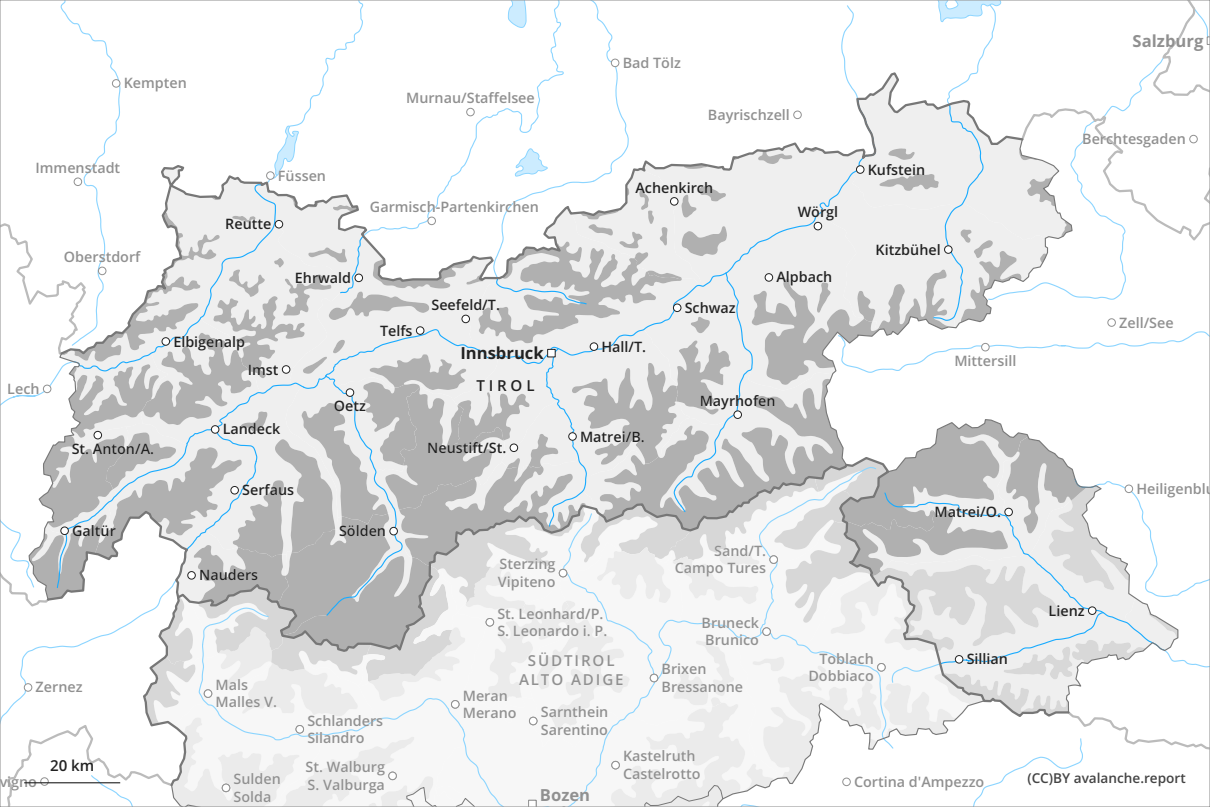 Salzburg
Bad Tölz
Kempten
Murnau/Staffelsee
Bayrischzell
Berchtesgaden
Immenstadt
Füssen
Kufstein
Achenkirch
Garmisch-Partenkirchen
Wörgl
Reutte
Kitzbühel
Oberstdorf
Ehrwald
Alpbach
Seefeld/T.
Schwaz
Zell/See
Telfs
Elbigenalp
Innsbruck
Hall/T.
Mittersill
Imst
TIROL
Lech
Oetz
Mayrhofen
Landeck
Matrei/B.
St. Anton/A.
Neustift/St.
Serfaus
Matrei/O.
Galtür
Sölden
Sand/T.
Campo Tures
Sterzing
Vipiteno
Nauders
Lienz
St. Leonhard/P.
S. Leonardo i. P.
Bruneck
Brunico
SÜDTIROL
ALTO ADIGE
Toblach
Dobbiaco
Sillian
Brixen
Bressanone
Zernez
Mals
Malles V.
Meran
Merano
Sarnthein
Sarentino
Schlanders
Silandro
Kastelruth
Castelrotto
St. Walburg
S. Valburga
20 km
Sulden
Solda
Cortina d'Ampezzo
(CC)BY avalanche.report
Bozen